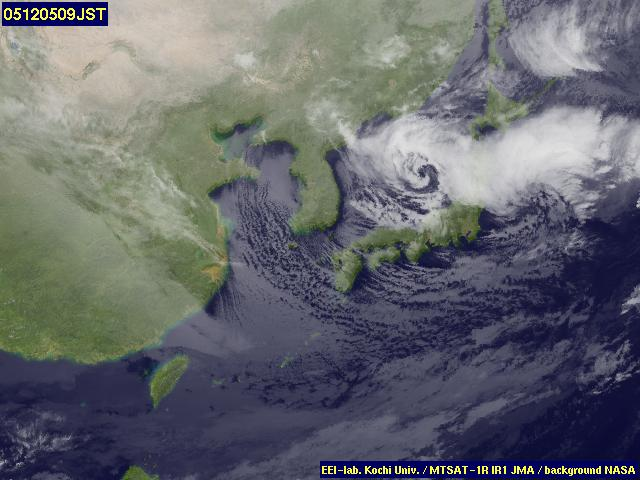 05120509JST
EEI-lab. Kochi Univ. / MTSAT-1R IR1 JMA / background NASA